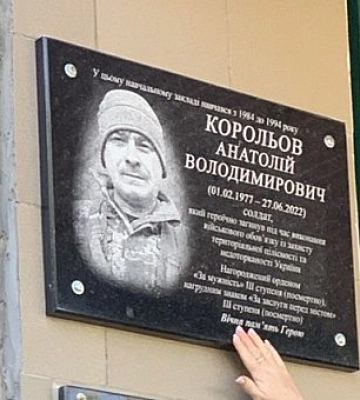 У цьому навчальному закладі навчався з 1984 до 1994 року
КОРОЛЬОВ
АНАТОЛІЙ
ВОЛОДИМИРОВИЧ
(01.02.1977 – 27.06.2022)
СОЛДАТ,
який героїчно загинув під час виконання
військового обов'язку із захисту
територіальної цілісності та
недоторканості України
Нагороджений орденом
«За мужність» ІІІ ступеня (посмертно),
нагрудним знаком «За заслуги перед містом»
ІІІ ступеня (посмертно)
Вічна пам'ять Герою